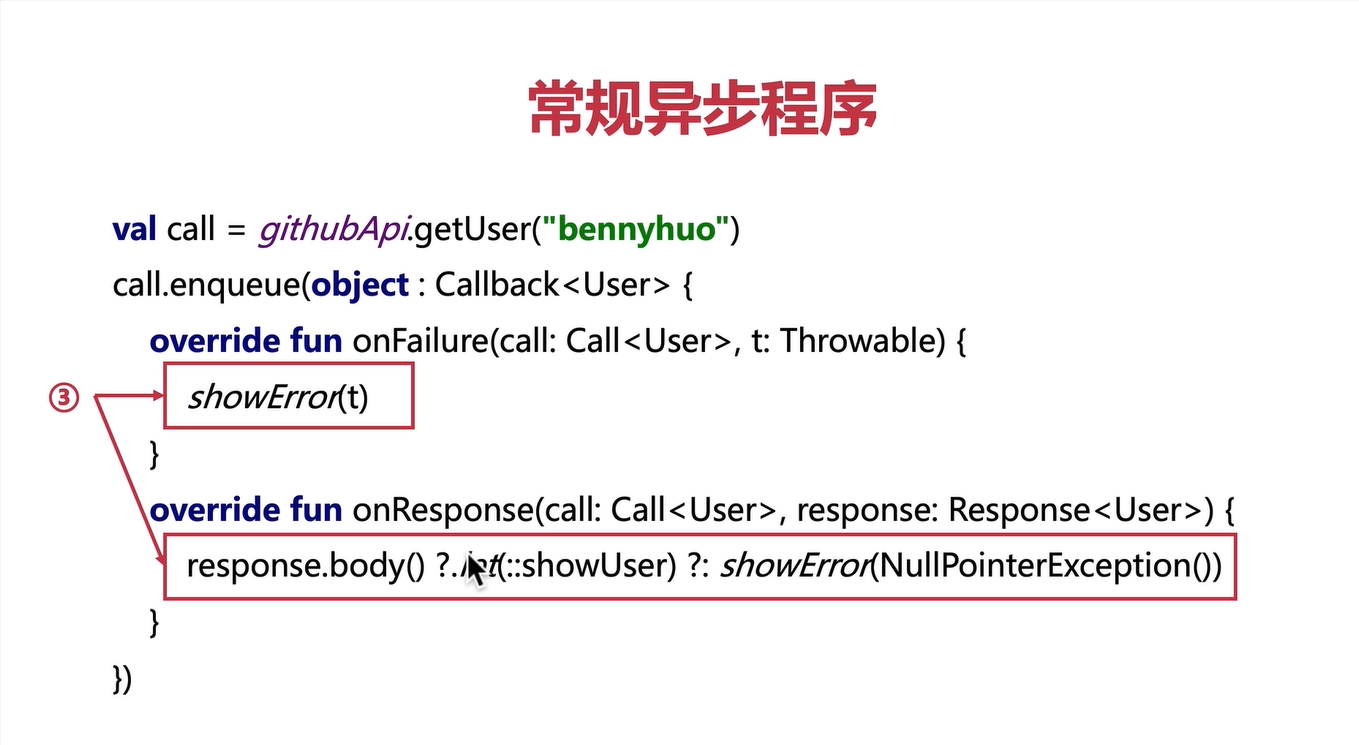 常规异步程序
val call = githubApi.getUser("bennyhuo")
call.enqueue(object : Callback<User> {
override fun onFailure(call: Call<User>, t: Throwable) {
③ showError(t)
}
override fun onResponse(call: Call<User>, response: Response<User>) {
response.body() ?.let(::showUser) ?: showError(NullPointerException())
}
})